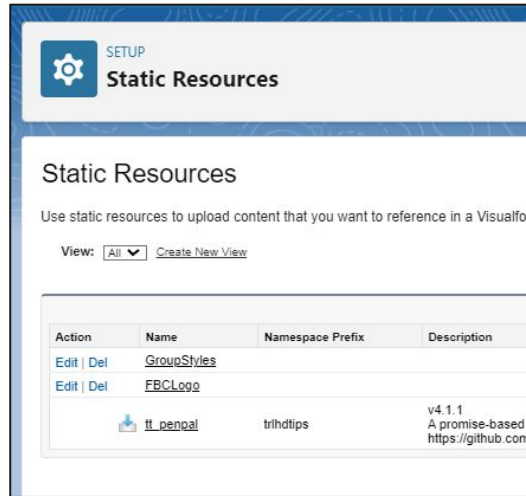 SETUP
Static Resources
Static Resources
Use static resources to upload content that you want to reference in a Visualfo
View: All Create New View
Action Name Namespace Prefix Description
Edit | Del GroupStyles
Edit | Del FBCLogo
tt_penpal trlhdtips v4.1.1
A promise-based
https://github.com